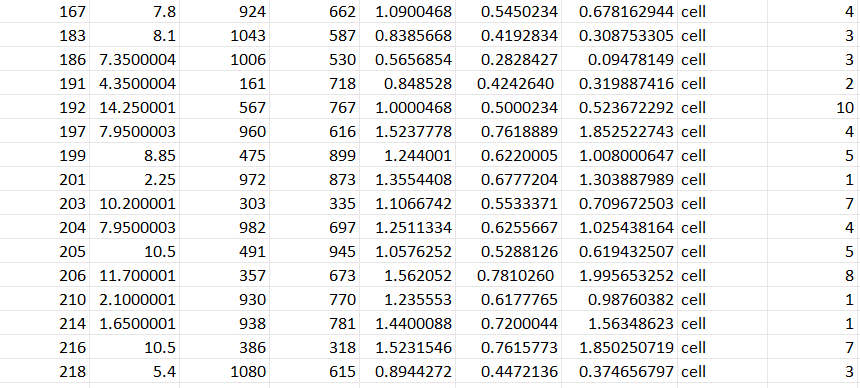 167 7.8 924 662 1.0900468 0.5450234 0.678162944 cell 4
183 8.1 1043 587 0.8385668 0.4192834 0.308753305 cell 3
186 7.3500004 1006 530 0.5656854 0.2828427 0.09478149 cell 3
191 4.3500004 161 718 0.848528 0.4242640 0.319887416 cell 2
192 14.250001 567 767 1.0000468 0.5000234 0.523672292 cell 10
197 7.9500003 960 616 1.5237778 0.7618889 1.852522743 cell 4
199 8.85 475 899 1.244001 0.6220005 1.008000647 cell 5
201 2.25 972 873 1.3554408 0.6777204 1.303887989 cell 1
203 10.200001 303 335 1.1066742 0.5533371 0.709672503 cell 7
204 7.9500003 982 697 1.2511334 0.6255667 1.025438164 cell 4
205 10.5 491 945 1.0576252 0.5288126 0.619432507 cell 5
206 11.700001 357 673 1.562052 0.7810260 1.995653252 cell 8
210 2.1000001 930 770 1.235553 0.6177765 0.98760382 cell 1
214 1.6500001 938 781 1.4400088 0.7200044 1.56348623 cell 1
216 10.5 386 318 1.5231546 0.7615773 1.850250719 cell 7
218 5.4 1080 615 0.8944272 0.4472136 0.374656797 cell 3